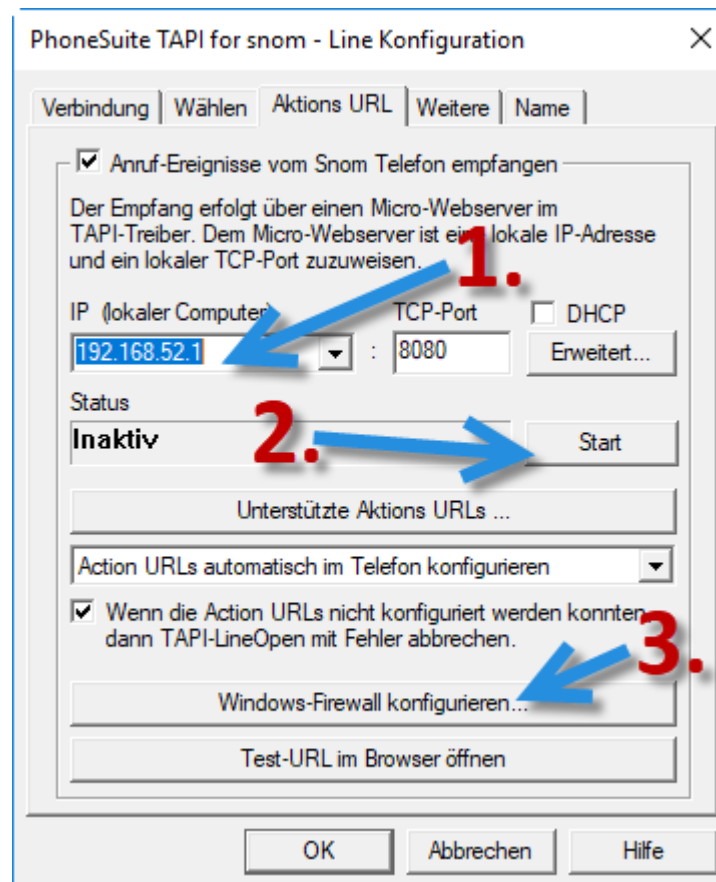 PhoneSuite TAPI for snom - Line Konfiguration
Verbindung Wählen Aktions URL Weitere Name
Anruf-Ereignisse vom Snom Telefon empfangen
Der Empfang erfolgt über einen Micro-Webserver im
TAPI-Treiber. Dem Micro-Webserver ist eine lokale IP-Adresse
und ein lokaler TCP-Port zuzuweisen.
1.
IP (lokaler Computer) TCP-Port DHCP
192.168.52.1 : 8080 Erweitert...
Status
Inaktiv 2. Start
Unterstützte Aktions URLs ...
Action URLs automatisch im Telefon konfigurieren
Wenn die Action URLs nicht konfiguriert werden konnten
dann TAPI-LineOpen mit Fehler abbrechen.
3.
Windows-Firewall konfigurieren...
Test-URL im Browser öffnen
OK Abbrechen Hilfe